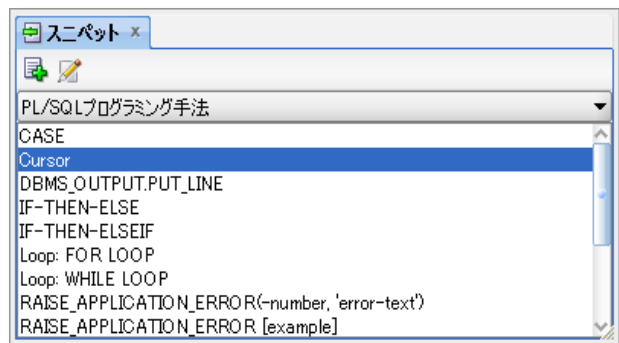 スニペット
PL/SQLプログラミング手法
CASE
Cursor
DBMS_OUTPUT.PUT_LINE
IF-THEN-ELSE
IF-THEN-ELSEIF
Loop: FOR LOOP
Loop: WHILE LOOP
RAISE_APPLICATION_ERROR(-number, 'error-text')
RAISE_APPLICATION_ERROR [example]